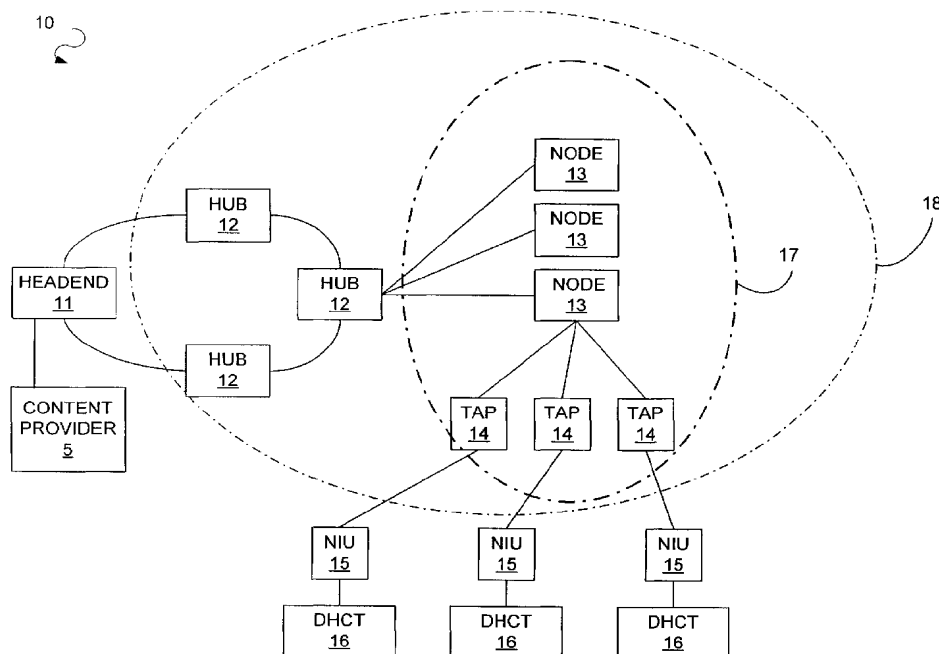 10
NODE
13
HUB
12
NODE
13
18
17
HEADEND
11
HUB
12
NODE
13
HUB
12
CONTENT
PROVIDER
5
TAP
14
TAP
14
TAP
14
NIU
15
NIU
15
NIU
15
DHCT
16
DHCT
16
DHCT
16